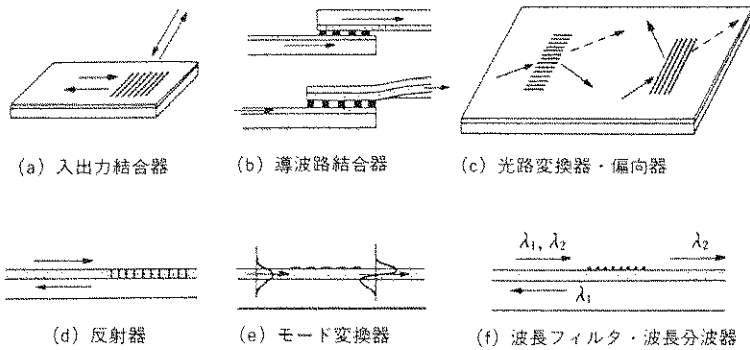 (a) 入出力結合器
(b) 導波路結合器
(c) 光路変換器・偏向器
λ₁, λ₂
λ₂
λ₁
(d) 反射器
(e) モード変換器
(f) 波長フィルタ・波長分波器